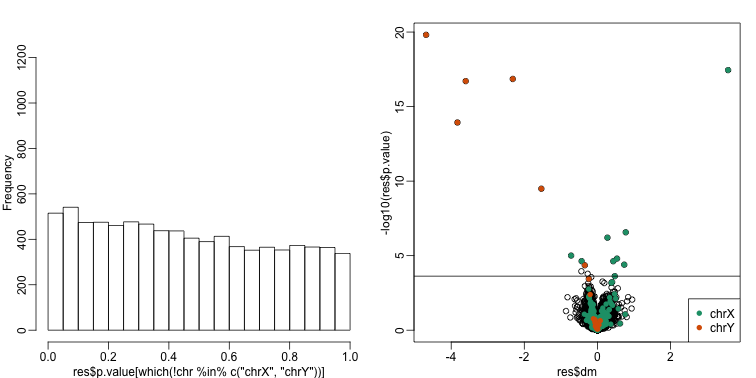 Frequency
0 200 400 600 800 1000 1200
0.0 0.2 0.4 0.6 0.8 1.0
res$p.value[which(!chr %in% c("chrX", "chrY"))]
-log10(res$p.value)
0 5 10 15 20
-4 -2 0 2
res$dm
chrX
chrY